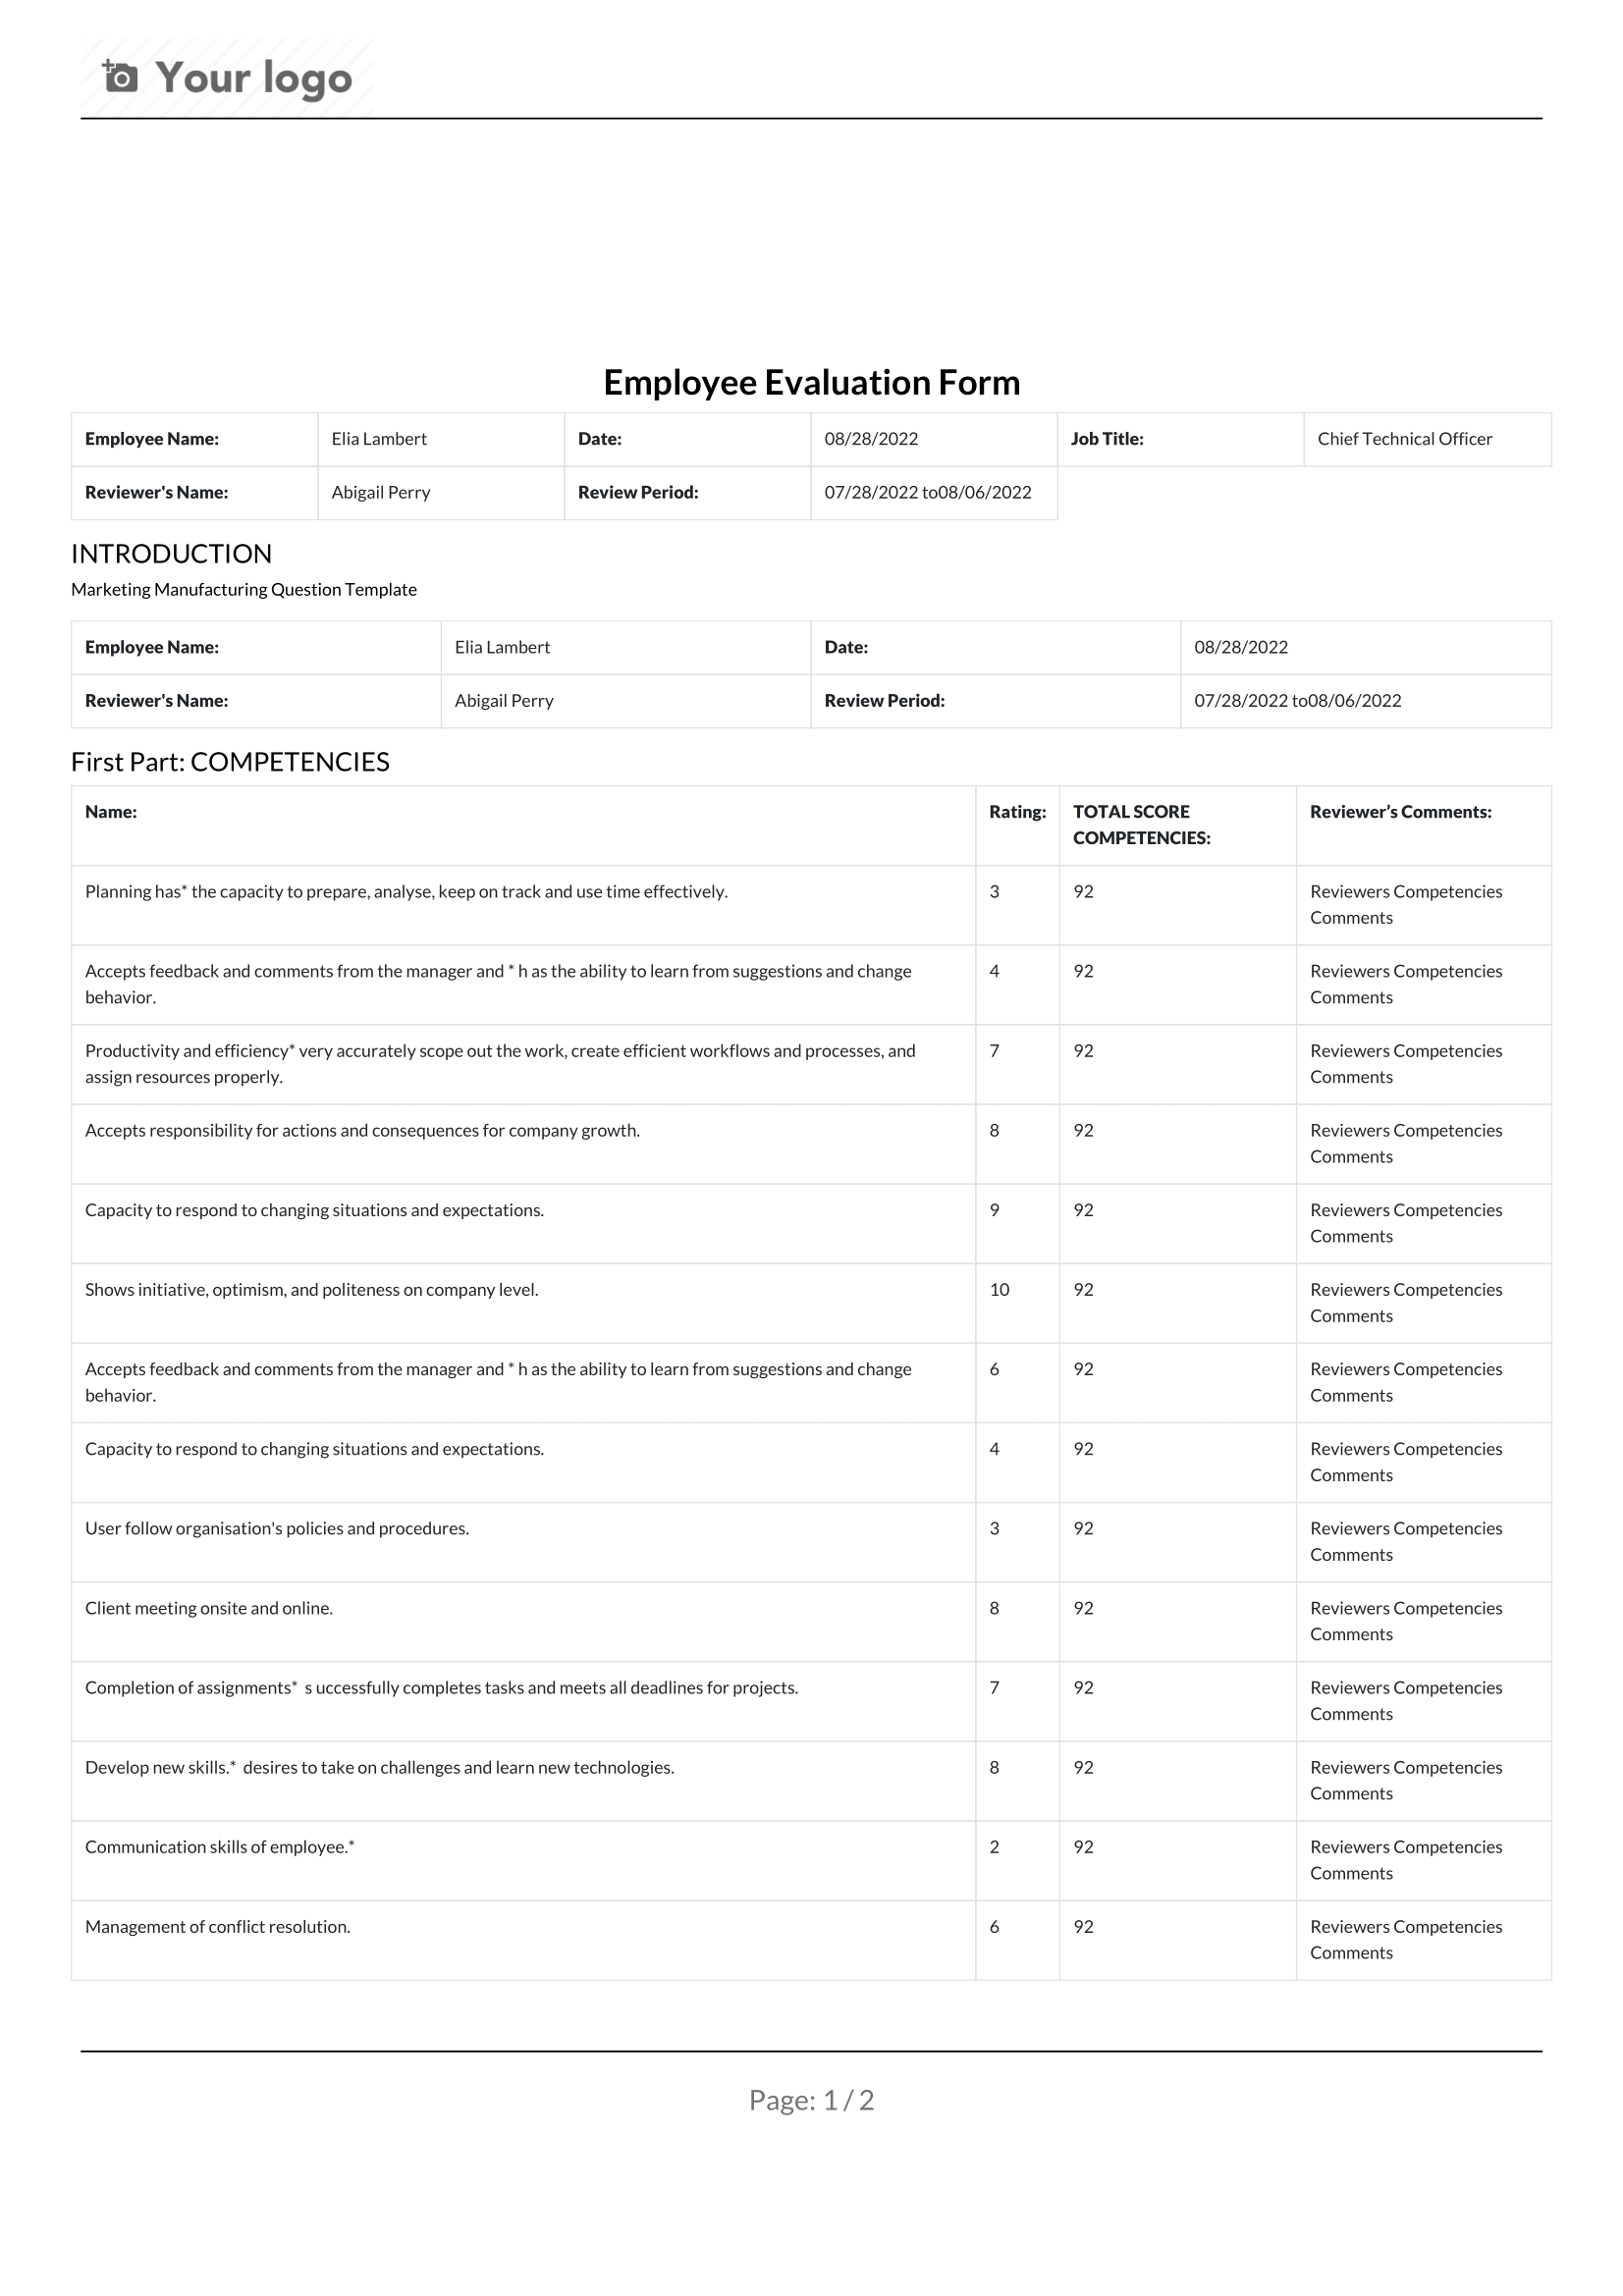 Your logo
Employee Evaluation Form
Employee Name: Elia Lambert Date: 08/28/2022 Job Title: Chief Technical Officer
Reviewer's Name: Abigail Perry Review Period: 07/28/2022 to08/06/2022
INTRODUCTION
Marketing Manufacturing Question Template
Employee Name: Elia Lambert Date: 08/28/2022
Reviewer's Name: Abigail Perry Review Period: 07/28/2022 to08/06/2022
First Part: COMPETENCIES
Name: Rating: TOTAL SCORE Reviewer’s Comments:
COMPETENCIES:
Planning has* the capacity to prepare, analyse, keep on track and use time effectively. 3 92 Reviewers Competencies
Comments
Accepts feedback and comments from the manager and * h as the ability to learn from suggestions and change 4 92 Reviewers Competencies
behavior. Comments
Productivity and efficiency* very accurately scope out the work, create efficient workflows and processes, and 7 92 Reviewers Competencies
assign resources properly. Comments
Accepts responsibility for actions and consequences for company growth. 8 92 Reviewers Competencies
Comments
Capacity to respond to changing situations and expectations. 9 92 Reviewers Competencies
Comments
Shows initiative, optimism, and politeness on company level. 10 92 Reviewers Competencies
Comments
Accepts feedback and comments from the manager and * h as the ability to learn from suggestions and change 6 92 Reviewers Competencies
behavior. Comments
Capacity to respond to changing situations and expectations. 4 92 Reviewers Competencies
Comments
User follow organisation's policies and procedures. 3 92 Reviewers Competencies
Comments
Client meeting onsite and online. 8 92 Reviewers Competencies
Comments
Completion of assignments* s uccessfully completes tasks and meets all deadlines for projects. 7 92 Reviewers Competencies
Comments
Develop new skills.* desires to take on challenges and learn new technologies. 8 92 Reviewers Competencies
Comments
Communication skills of employee.* 2 92 Reviewers Competencies
Comments
Management of conflict resolution. 6 92 Reviewers Competencies
Comments
Page: 1 / 2